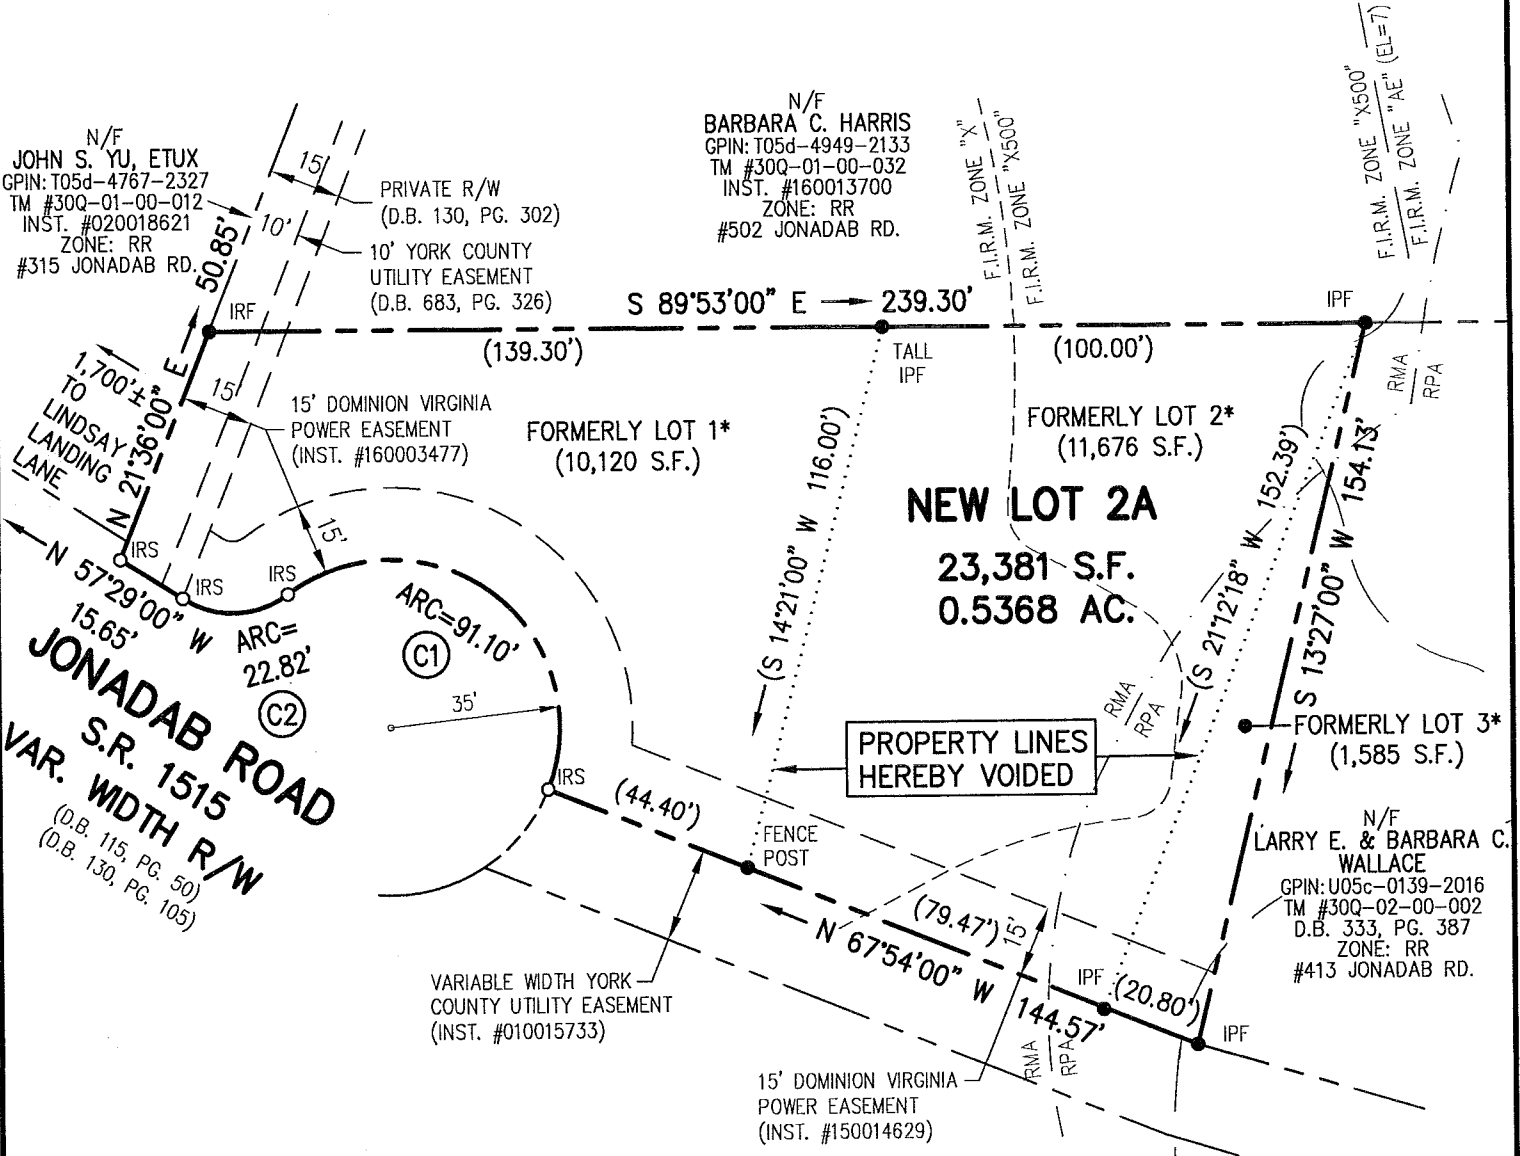 N/F
JOHN S. YU, ETUX
GPIN: T05d-4767-2327
TM #30Q-01-00-012
INST. #020018621
ZONE: RR
#315 JONADAB RD.
50.85'
15'
10'
PRIVATE R/W
(D.B. 130, PG. 302)
10' YORK COUNTY
UTILITY EASEMENT
(D.B. 683, PG. 326)
N/F
BARBARA C. HARRIS
GPIN: T05d-4949-2133
TM #30Q-01-00-032
INST. #160013700
ZONE: RR
#502 JONADAB RD.
F.I.R.M. ZONE "X"
F.I.R.M. ZONE "X500"
F.I.R.M. ZONE "X500"
F.I.R.M. ZONE "AE" (EL=7)
IRF
S 89°53'00" E
239.30'
IPF
(139.30')
TALL
IPF
(100.00')
RMA
RPA
1,700'±
TO
LINDSAY
LANDING
LANE
N 21°36'00" E
15'
15' DOMINION VIRGINIA
POWER EASEMENT
(INST. #160003477)
15'
FORMERLY LOT 1*
(10,120 S.F.)
FORMERLY LOT 2*
(11,676 S.F.)
(S 14°21'00" W 116.00')
(S 21°12'18" W 152.39')
S 13°27'00" W 154.13'
NEW LOT 2A
23,381 S.F.
0.5368 AC.
IRS
IRS
IRS
N 57°29'00" W
15.65'
ARC=
22.82'
C2
ARC=91.10'
C1
35'
JONADAB ROAD
S.R. 1515
VAR. WIDTH R/W
(D.B. 115, PG. 50)
(D.B. 130, PG. 105)
RMA
RPA
PROPERTY LINES
HEREBY VOIDED
FORMERLY LOT 3*
(1,585 S.F.)
IRS
(44.40')
FENCE
POST
N/F
LARRY E. & BARBARA C.
WALLACE
GPIN: U05c-0139-2016
TM #30Q-02-00-002
D.B. 333, PG. 387
ZONE: RR
#413 JONADAB RD.
(79.47')
15'
N 67°54'00" W
144.57'
IPF
(20.80')
IPF
VARIABLE WIDTH YORK
COUNTY UTILITY EASEMENT
(INST. #010015733)
RMA
RPA
15' DOMINION VIRGINIA
POWER EASEMENT
(INST. #150014629)